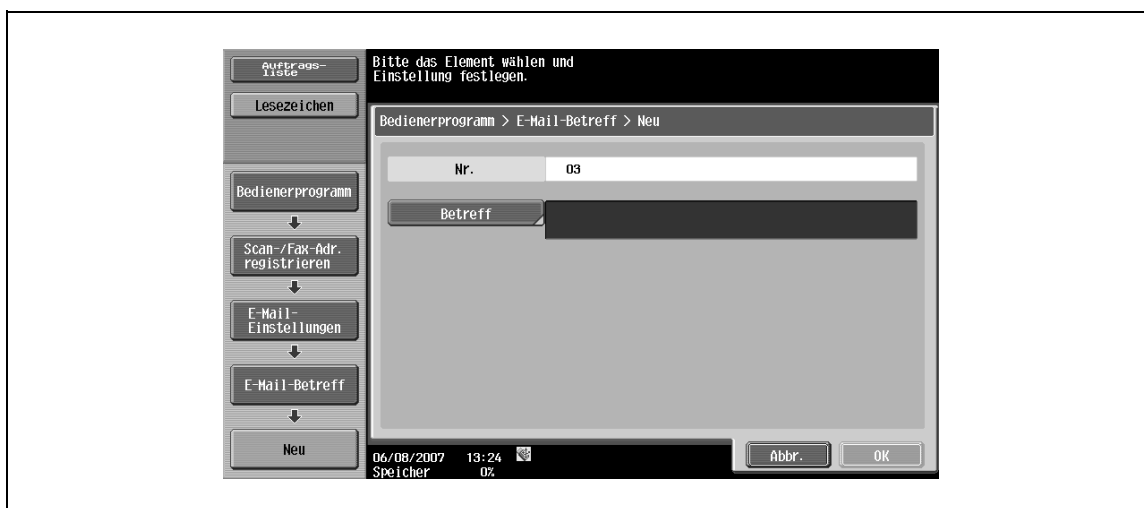 Auftrags-
liste
Lesezeichen
Bitte das Element wählen und
Einstellung festlegen.
Bedienerprogramm > E-Mail-Betreff > Neu
Nr.
03
Betreff
Bedienerprogramm
Scan-/Fax-Adr.
registrieren
E-Mail-
Einstellungen
E-Mail-Betreff
Neu
06/08/2007 13:24
Speicher 0%
Abbr.
OK